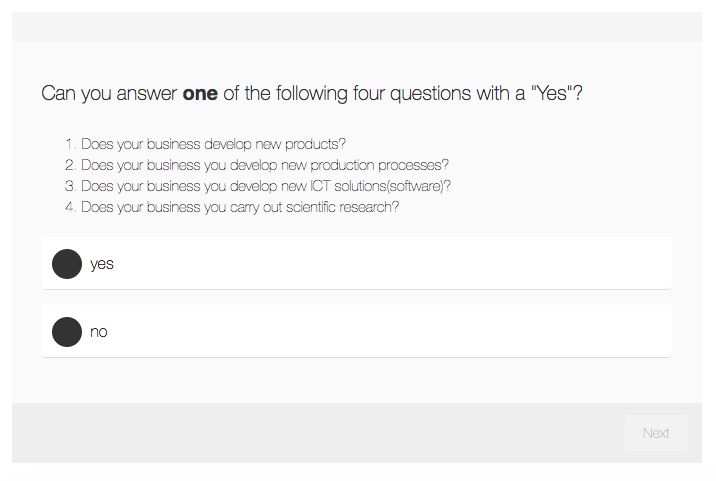 Can you answer one of the following four questions with a "Yes"?
1. Does your business develop new products?
2. Does your business you develop new production processes?
3. Does your business you develop new ICT solutions(software)?
4. Does your business you carry out scientific research?
yes
no
Next